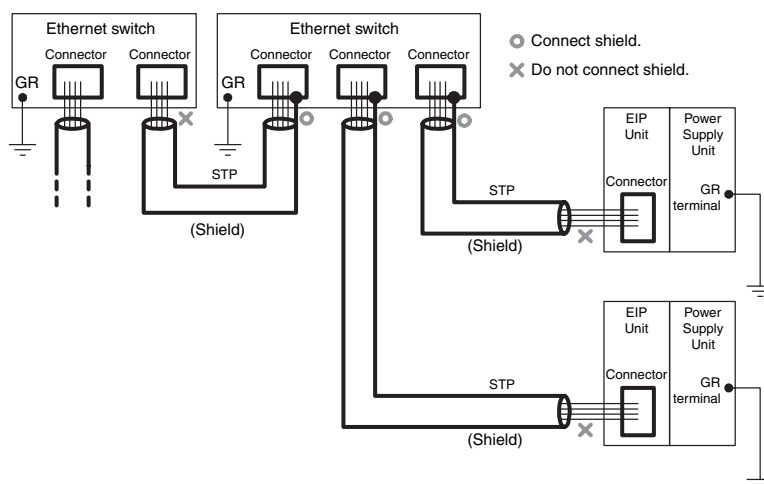 Ethernet switch
Connector
Connector
GR
Ethernet switch
Connector
Connector
Connector
GR
Connect shield.
Do not connect shield.
STP
(Shield)
STP
(Shield)
EIP
Unit
Power
Supply
Unit
Connector
GR
terminal
STP
(Shield)
EIP
Unit
Power
Supply
Unit
Connector
GR
terminal